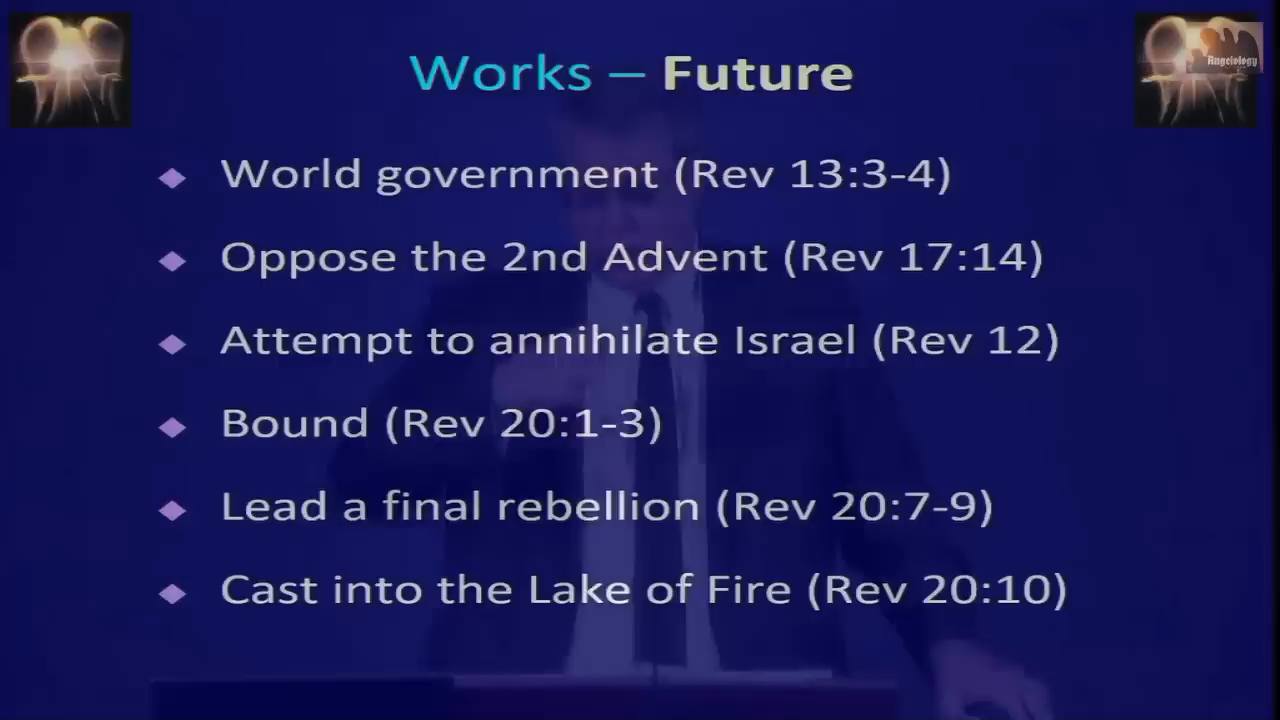 Angelology
Works – Future
World government (Rev 13:3-4)
Oppose the 2nd Advent (Rev 17:14)
Attempt to annihilate Israel (Rev 12)
Bound (Rev 20:1-3)
Lead a final rebellion (Rev 20:7-9)
Cast into the Lake of Fire (Rev 20:10)